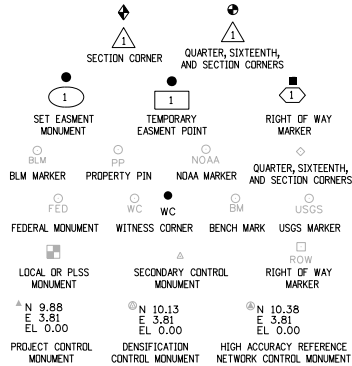 1
1
SECTION CORNER
QUARTER, SIXTEENTH,
AND SECTION CORNERS
1
1
1
SET EASMENT
MONUMENT
TEMPORARY
EASMENT POINT
RIGHT OF WAY
MARKER
BLM
PP
NOAA
BLM MARKER
PROPERTY PIN
NOAA MARKER
QUARTER, SIXTEENTH,
AND SECTION CORNERS
FED
WC
WC
BM
USGS
FEDERAL MONUMENT
WITNESS CORNER
BENCH MARK
USGS MARKER
ROW
LOCAL OR PLSS
MONUMENT
SECONDARY CONTROL
MONUMENT
RIGHT OF WAY
MARKER
N 9.88
E 3.81
EL 0.00
N 10.13
E 3.81
EL 0.00
N 10.38
E 3.81
EL 0.00
PROJECT CONTROL
MONUMENT
DENSIFICATION
CONTROL MONUMENT
HIGH ACCURACY REFERENCE
NETWORK CONTROL MONUMENT